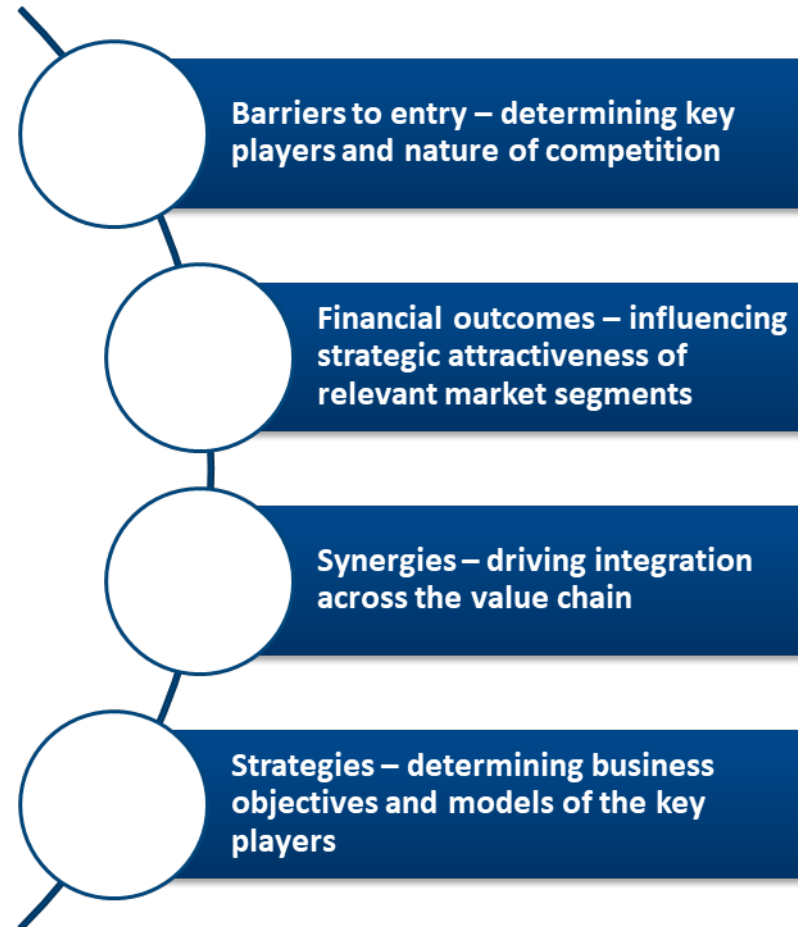 Barriers to entry – determining key
players and nature of competition
Financial outcomes – influencing
strategic attractiveness of
relevant market segments
Synergies – driving integration
across the value chain
Strategies – determining business
objectives and models of the key
players